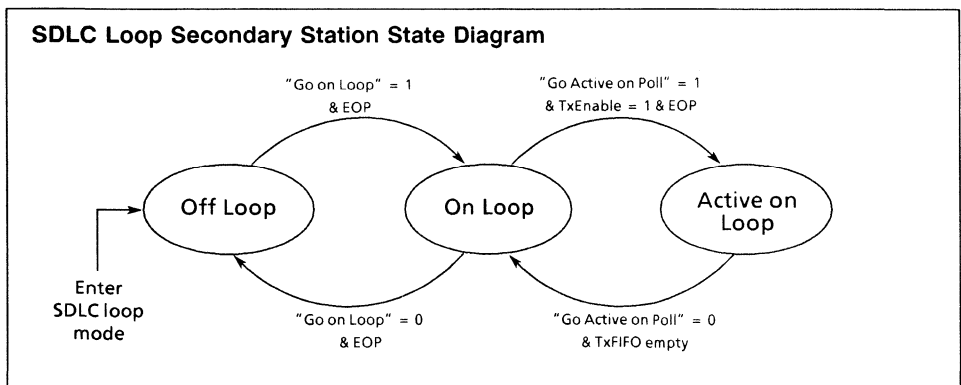 SDLC Loop Secondary Station State Diagram
"Go on Loop" = 1
& EOP
"Go Active on Poll" = 1
& TxEnable = 1 & EOP
Off Loop
On Loop
Active on
Loop
Enter
SDLC loop
mode
"Go on Loop" = 0
& EOP
"Go Active on Poll" = 0
& TxFIFO empty